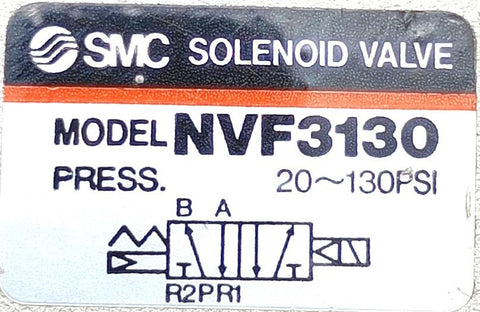 SMC SOLENOID VALVE
MODEL NVF3130
PRESS. 20~130PSI
B A
R2PR1